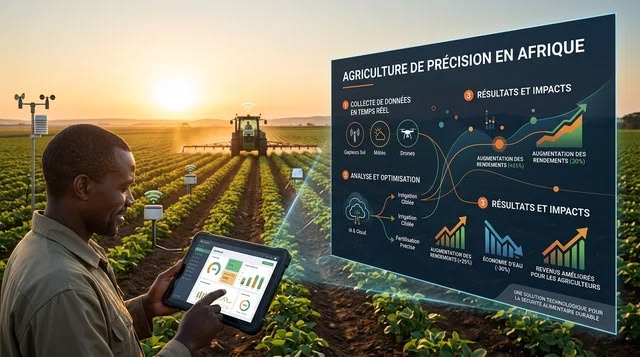 AGRICULTURE DE PRÉCISION EN AFRIQUE
1 COLLECTE DE DONNÉES
EN TEMPS RÉEL
Capteurs Sol
Météo
Drones
2 ANALYSE ET OPTIMISATION
IA & Cloud
Irrigation
Ciblée
Irrigation
Ciblée
Fertilisation
Précise
3 RÉSULTATS ET IMPACTS
AUGMENTATION DES
RENDEMENTS (+25%)
AUGMENTATION DES
RENDEMENTS (30%)
3 RÉSULTATS ET IMPACTS
AUGMENTATION DES
RENDEMENTS (+25%)
ÉCONOMIE D'EAU
(-30%)
REVENUS AMÉLIORÉS
POUR LES AGRICULTEURS
UNE SOLUTION TECHNOLOGIQUE POUR
LA SÉCURITÉ ALIMENTAIRE DURABLE